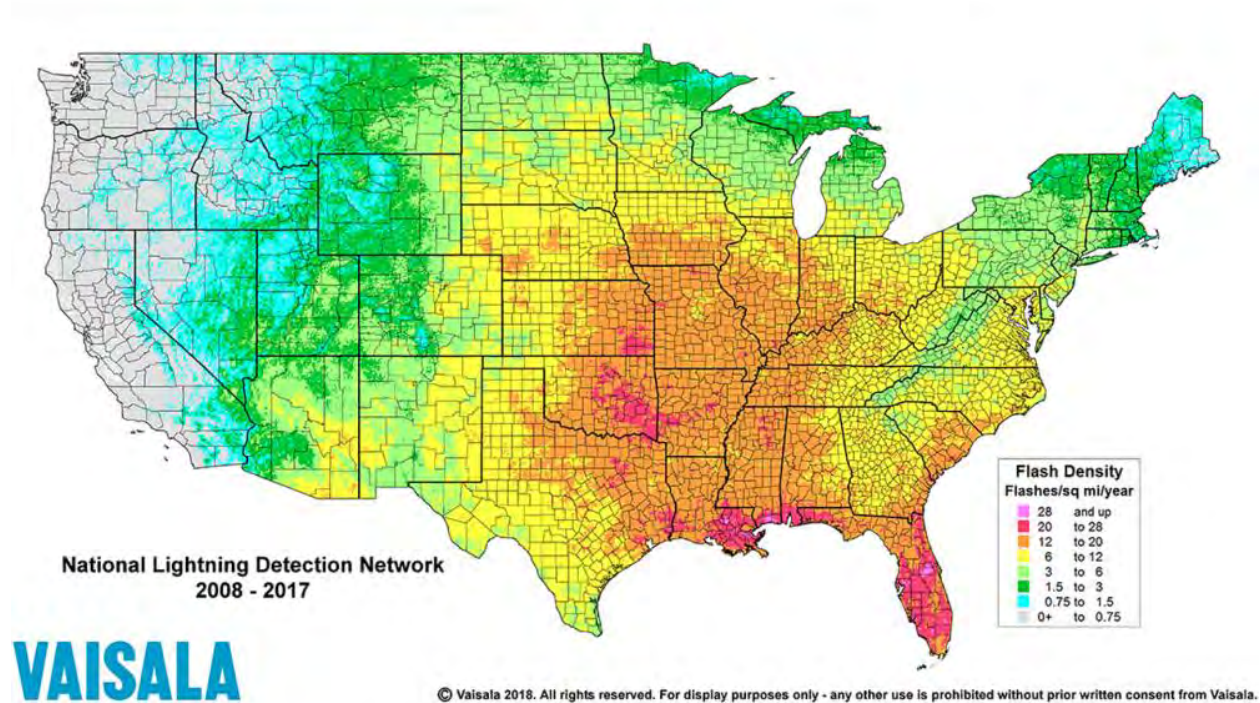 National Lightning Detection Network
2008 - 2017
Flash Density
Flashes/sq mi/year
28 and up
20 to 28
12 to 20
6 to 12
3 to 6
1.5 to 3
0.75 to 1.5
0+ to 0.75
VAISALA
© Vaisala 2018. All rights reserved. For display purposes only - any other use is prohibited without prior written consent from Vaisala.